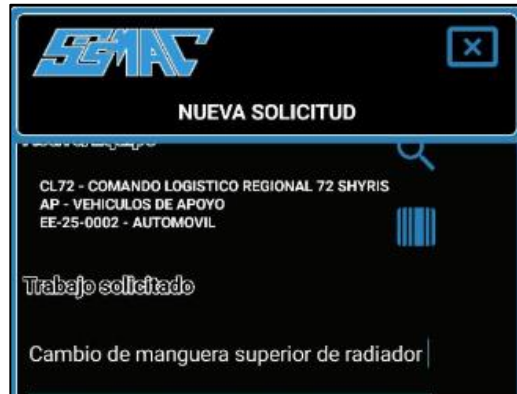 SGMAC
NUEVA SOLICITUD
CL72 - COMANDO LOGISTICO REGIONAL 72 SHYRIS
AP - VEHICULOS DE APOYO
EE-25-0002 - AUTOMOVIL
Trabajo solicitado
Cambio de manguera superior de radiador